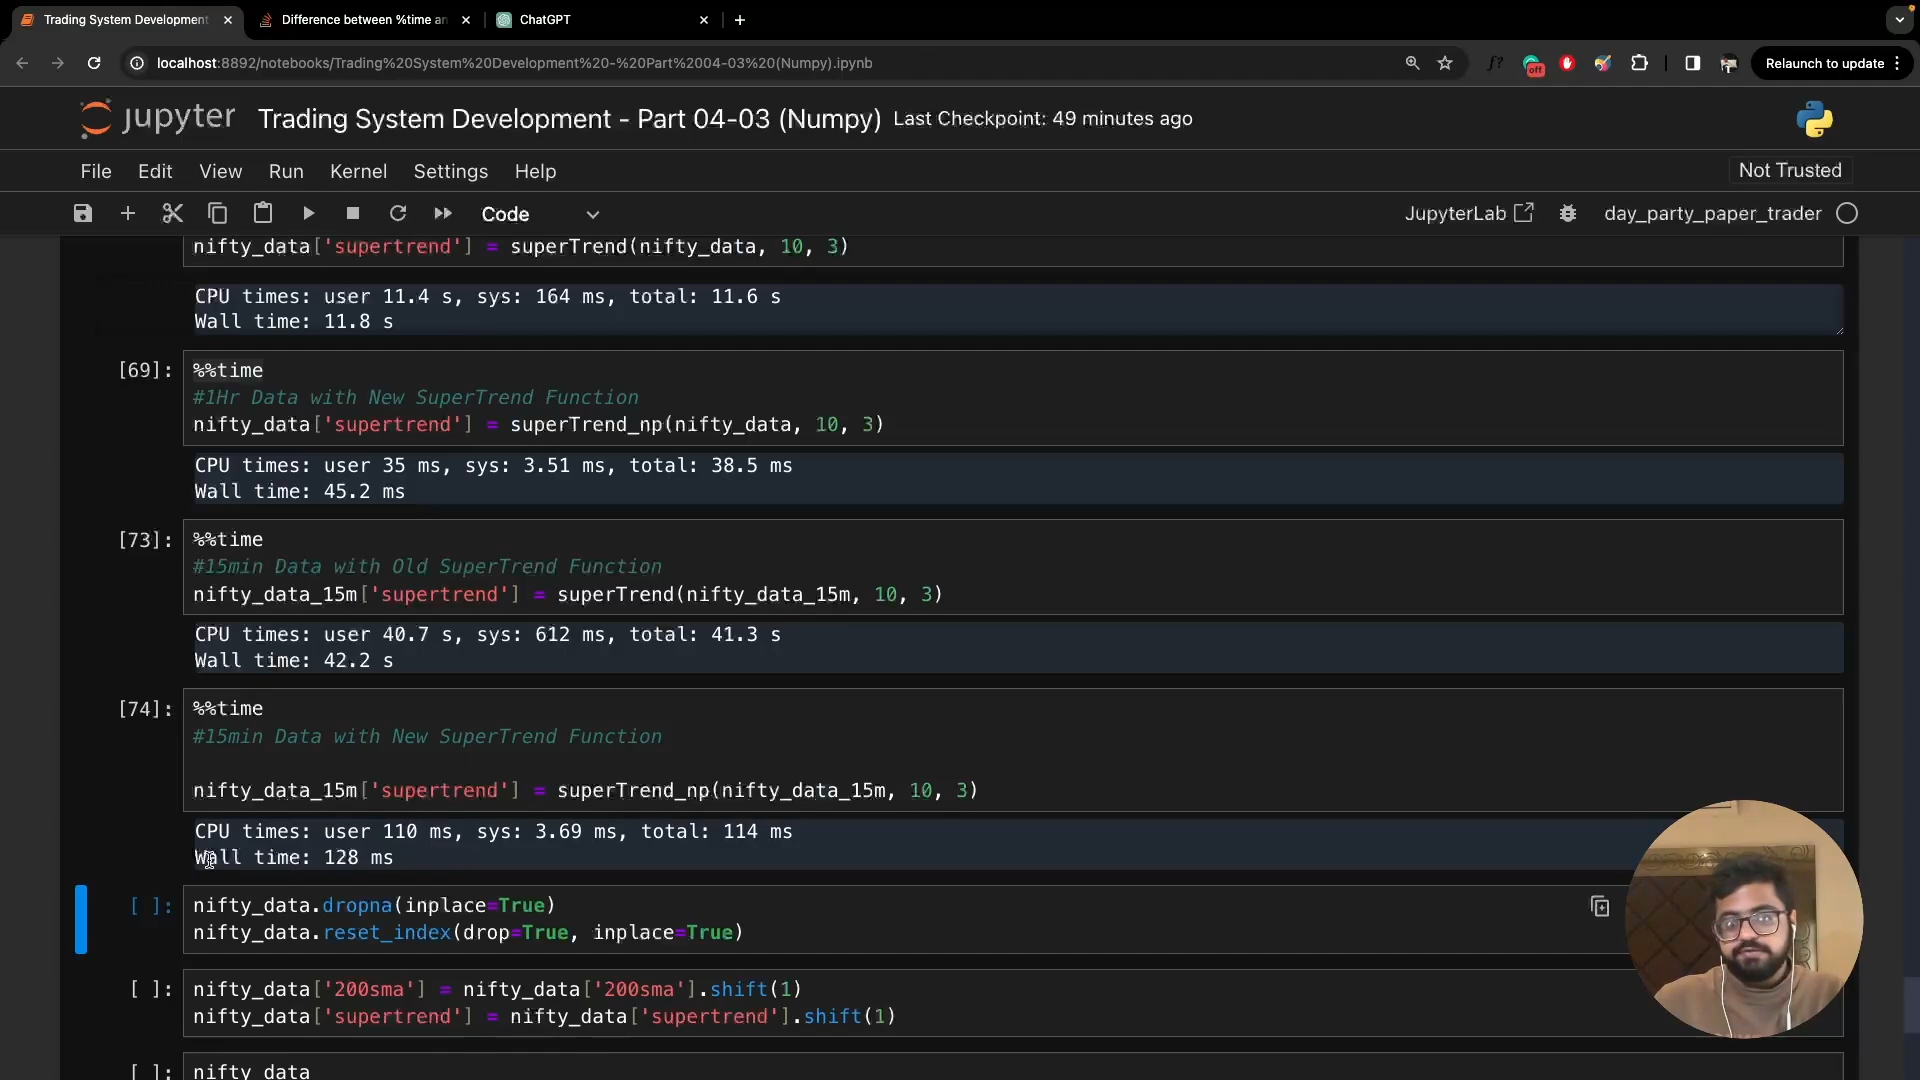 Trading System Development
Difference between %time an
ChatGPT
localhost:8892/notebooks/Trading%20System%20Development%20-%20Part%2004-03%20(Numpy).ipynb
f?
off
Relaunch to update
jupyter
Trading System Development - Part 04-03 (Numpy)
Last Checkpoint: 49 minutes ago
File
Edit
View
Run
Kernel
Settings
Help
Not Trusted
Code
JupyterLab
day_party_paper_trader
nifty_data['supertrend'] = superTrend(nifty_data, 10, 3)
CPU times: user 11.4 s, sys: 164 ms, total: 11.6 s
Wall time: 11.8 s
[69]:
%%time
#1Hr Data with New SuperTrend Function
nifty_data['supertrend'] = superTrend_np(nifty_data, 10, 3)
CPU times: user 35 ms, sys: 3.51 ms, total: 38.5 ms
Wall time: 45.2 ms
[73]:
%%time
#15min Data with Old SuperTrend Function
nifty_data_15m['supertrend'] = superTrend(nifty_data_15m, 10, 3)
CPU times: user 40.7 s, sys: 612 ms, total: 41.3 s
Wall time: 42.2 s
[74]:
%%time
#15min Data with New SuperTrend Function
nifty_data_15m['supertrend'] = superTrend_np(nifty_data_15m, 10, 3)
CPU times: user 110 ms, sys: 3.69 ms, total: 114 ms
Wall time: 128 ms
[ ]:
nifty_data.dropna(inplace=True)
nifty_data.reset_index(drop=True, inplace=True)
[ ]:
nifty_data['200sma'] = nifty_data['200sma'].shift(1)
nifty_data['supertrend'] = nifty_data['supertrend'].shift(1)
[ ]:
nifty_data